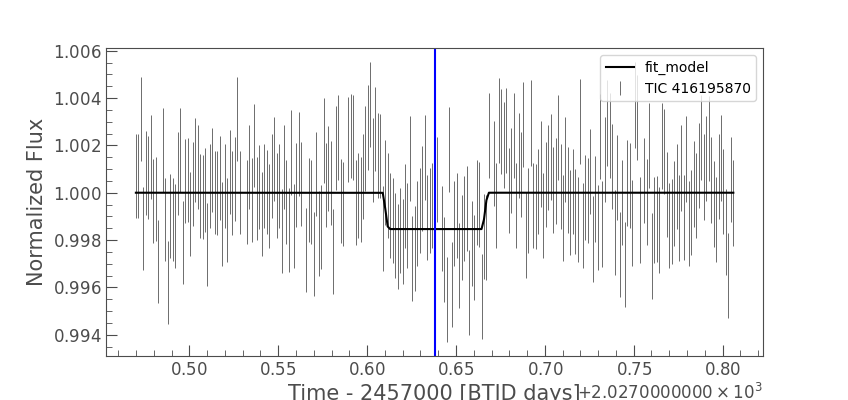 1.006
1.004
1.002
1.000
0.998
0.996
0.994
Normalized Flux
fit_model
TIC 416195870
0.50 0.55 0.60 0.65 0.70 0.75 0.80
Time - 2457000 [BTJD days]
+2.0270000000 × 10³